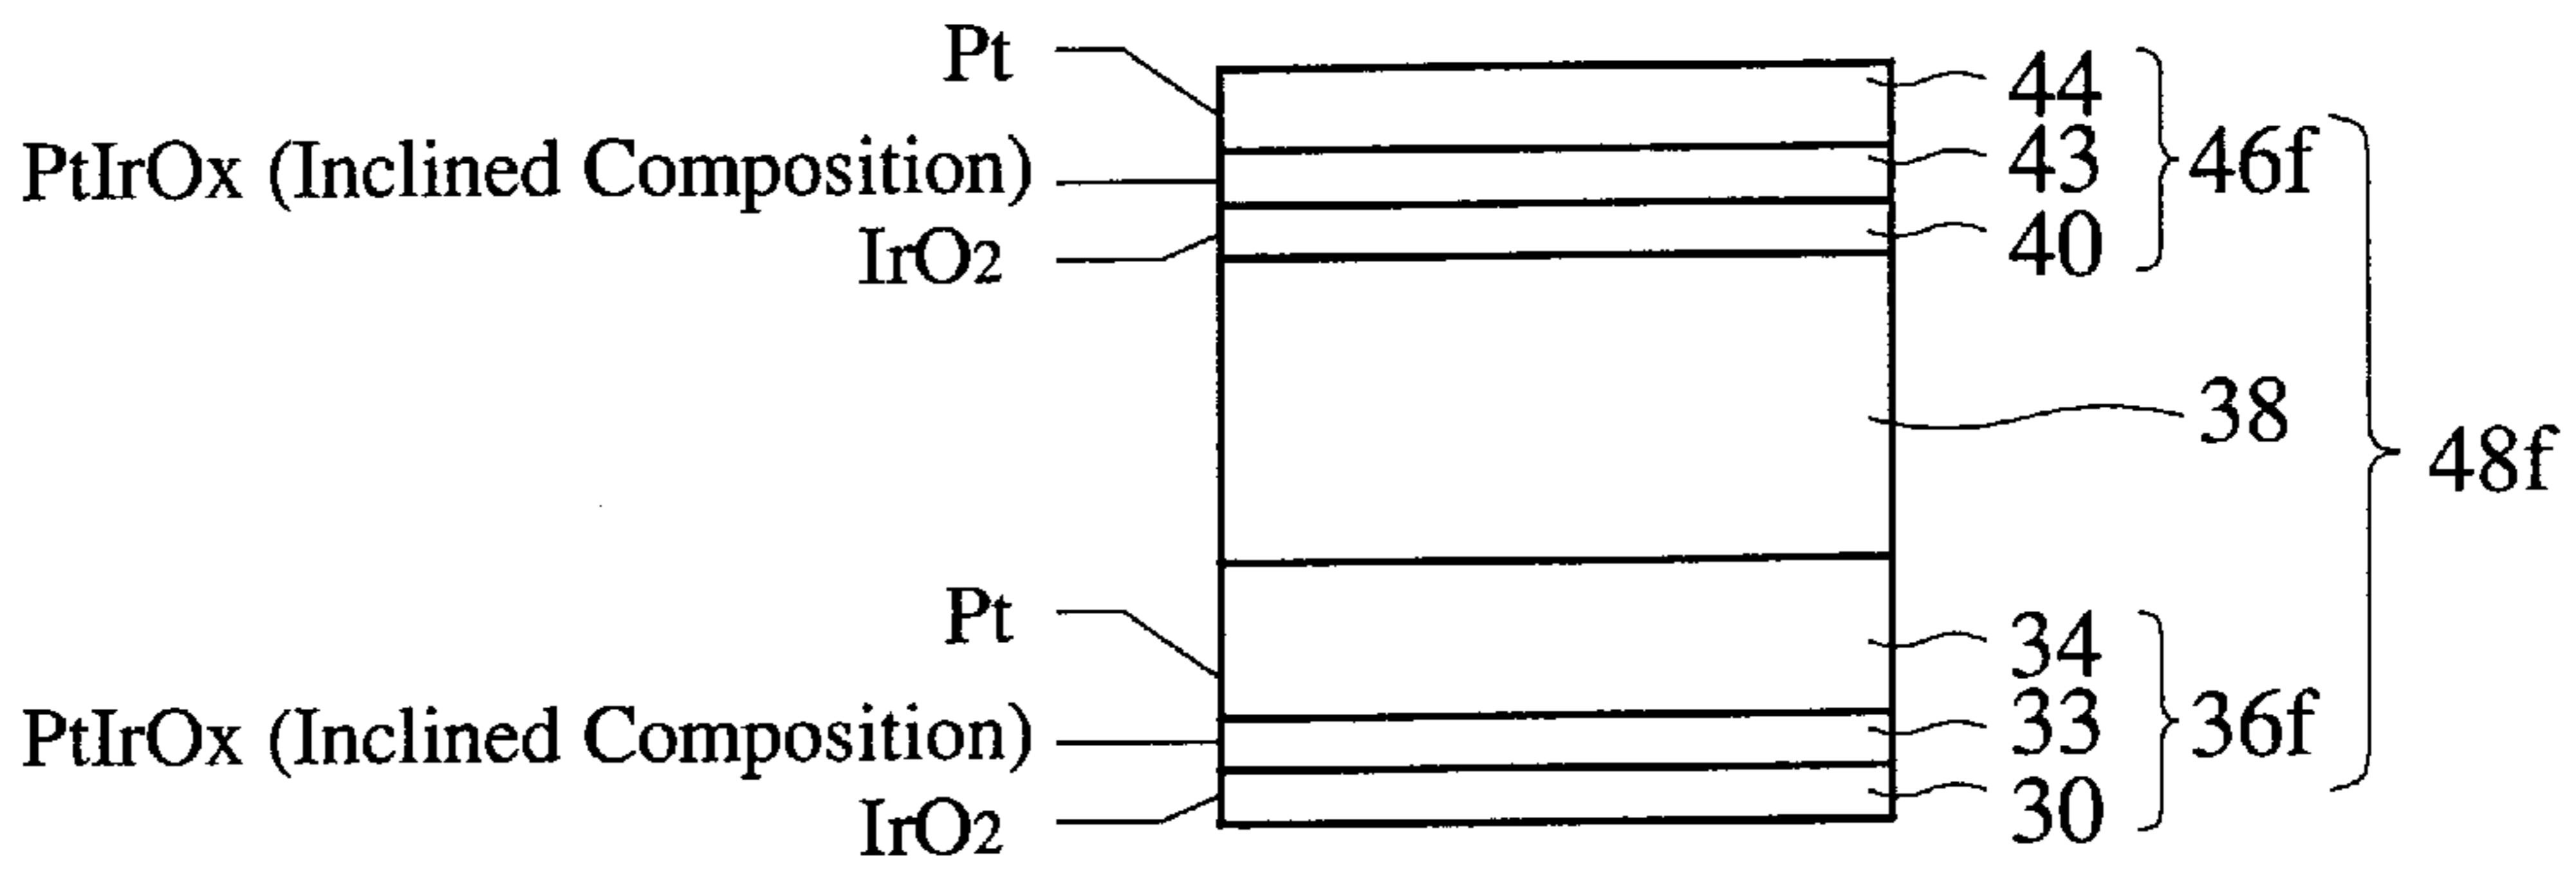 Pt 44
PtIrOx (Inclined Composition) 43 46f
IrO2 40
38
48f
Pt 34
PtIrOx (Inclined Composition) 33 36f
IrO2 30